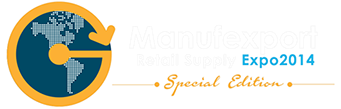 Manufexport
Retail Supply Expo2014
Special Edition